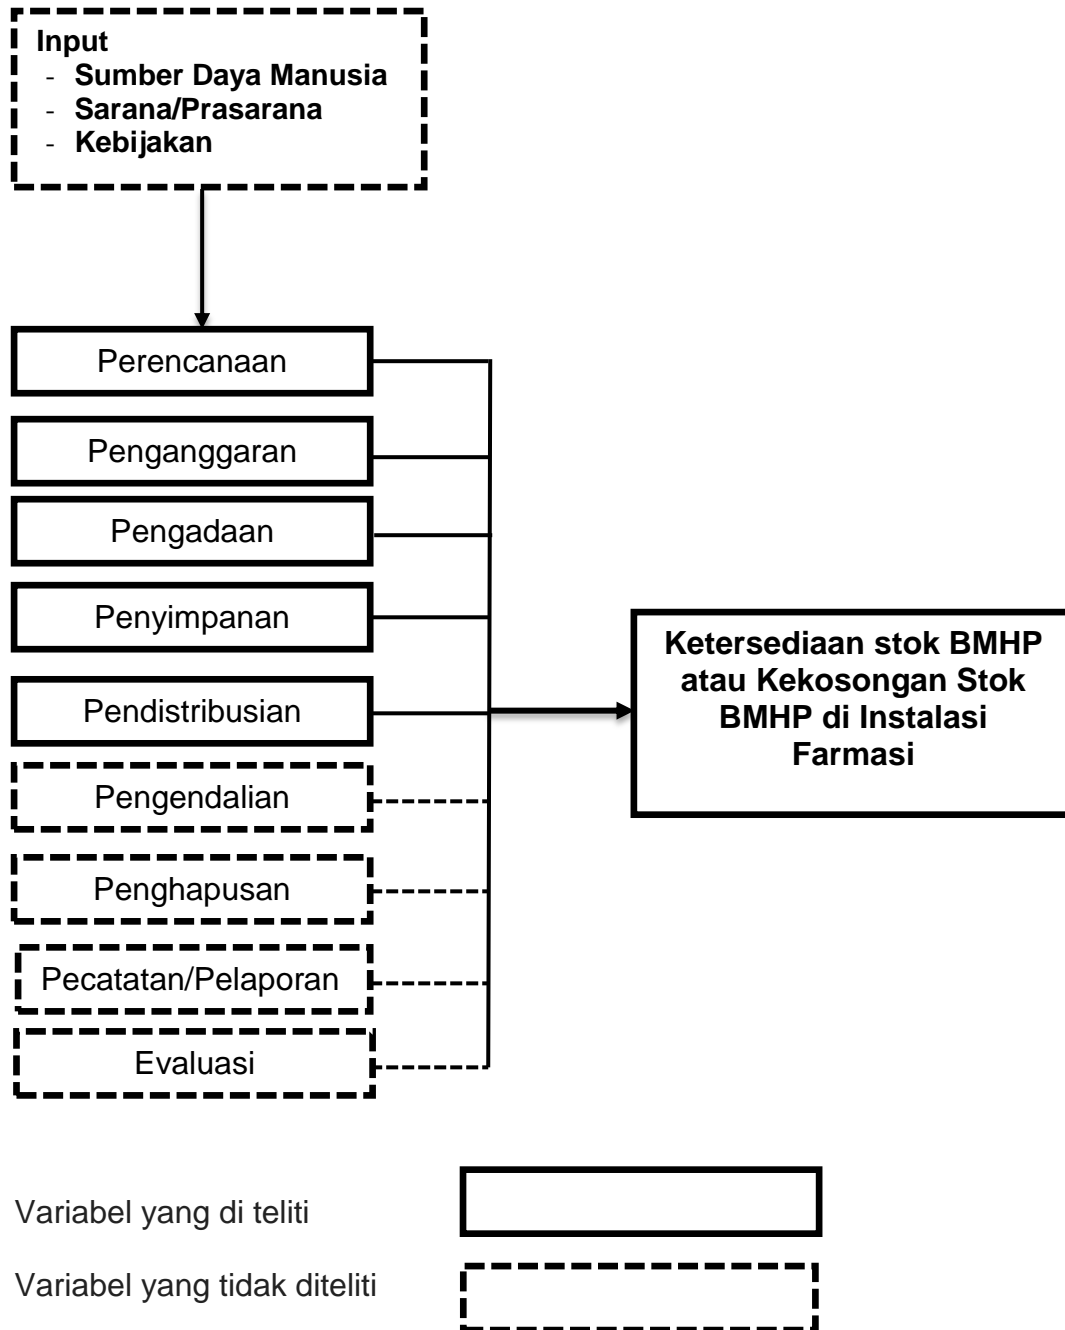 Input
- Sumber Daya Manusia
- Sarana/Prasarana
- Kebijakan
Perencanaan
Penganggaran
Pengadaan
Penyimpanan
Pendistribusian
Pengendalian
Penghapusan
Pecatatan/Pelaporan
Evaluasi
Ketersediaan stok BMHP
atau Kekosongan Stok
BMHP di Instalasi
Farmasi
Variabel yang di teliti
Variabel yang tidak diteliti